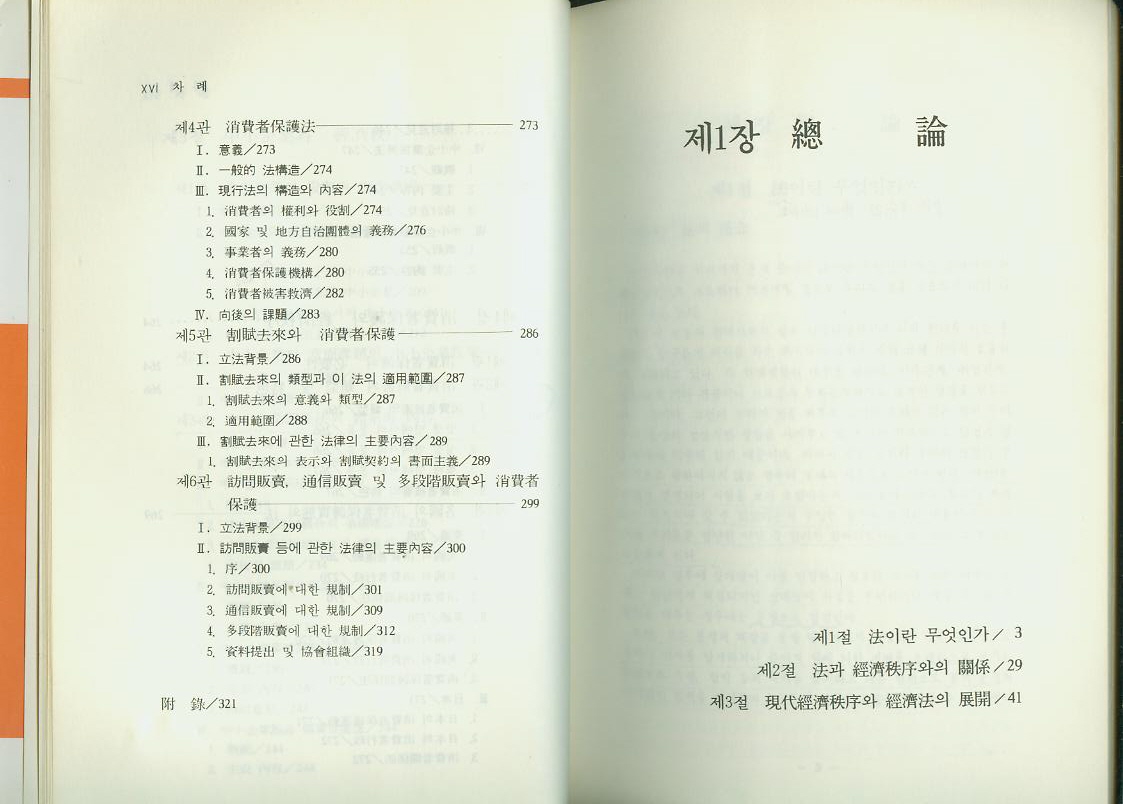 xvi 차 례
제4관 消費者保護法 273
Ⅰ. 意義/273
Ⅱ. 一般的 法構造/274
Ⅲ. 現行法의 構造와 內容/274
1. 消費者의 權利와 役割/274
2. 國家 및 地方自治團體의 義務/276
3. 事業者의 義務/280
4. 消費者保護機構/280
5. 消費者被害救濟/282
Ⅳ. 向後의 課題/283
제5관 割賦去來와 消費者保護 286
Ⅰ. 立法背景/286
Ⅱ. 割賦去來의 類型과 이 法의 適用範圍/287
1. 割賦去來의 意義와 類型/287
2. 適用範圍/288
Ⅲ. 割賦去來에 관한 法律의 主要內容/289
1. 割賦去來의 表示와 割賦契約의 書面主義/289
제6관 訪問販賣, 通信販賣 및 多段階販賣와 消費者
保護 299
Ⅰ. 立法背景/299
Ⅱ. 訪問販賣 등에 관한 法律의 主要內容/300
1. 序/300
2. 訪問販賣에 대한 規制/301
3. 通信販賣에 대한 規制/309
4. 多段階販賣에 대한 規制/312
5. 資料提出 및 協會組織/319
附 錄/321
제1장 總 論
제1절 法이란 무엇인가/ 3
제2절 法과 經濟秩序와의 關係/29
제3절 現代經濟秩序와 經濟法의 展開/41